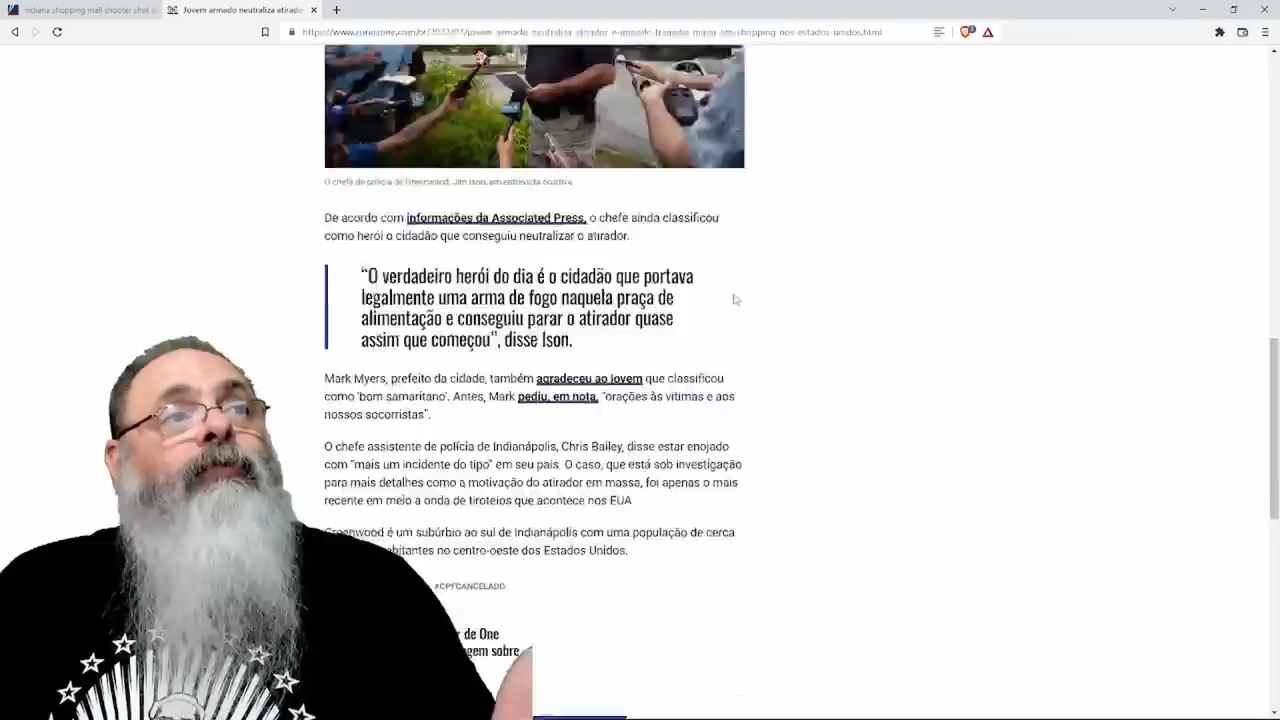 Indiana shopping mall shooter shot
Jovem armado neutraliza atirado
O chefe de polícia de Greenwood, Jim Ison, em entrevista coletiva
De acordo com informações da Associated Press, o chefe ainda classificou
como herói o cidadão que conseguiu neutralizar o atirador.
“O verdadeiro herói do dia é o cidadão que portava
legalmente uma arma de fogo naquela praça de
alimentação e conseguiu parar o atirador quase
assim que começou”, disse Ison.
Mark Myers, prefeito da cidade, também agradeceu ao jovem que classificou
como 'bom samaritano'. Antes, Mark pediu, em nota, “orações às vítimas e aos
nossos socorristas”.
O chefe assistente de polícia de Indianápolis, Chris Bailey, disse estar enojado
com “mais um incidente do tipo” em seu país. O caso, que está sob investigação
para mais detalhes como a motivação do atirador em massa, foi apenas o mais
recente em meio a onda de tiroteios que acontece nos EUA
Greenwood é um subúrbio ao sul de Indianápolis com uma população de cerca
habitantes no centro-oeste dos Estados Unidos.
#CPFCANCELADO
de One
sobre